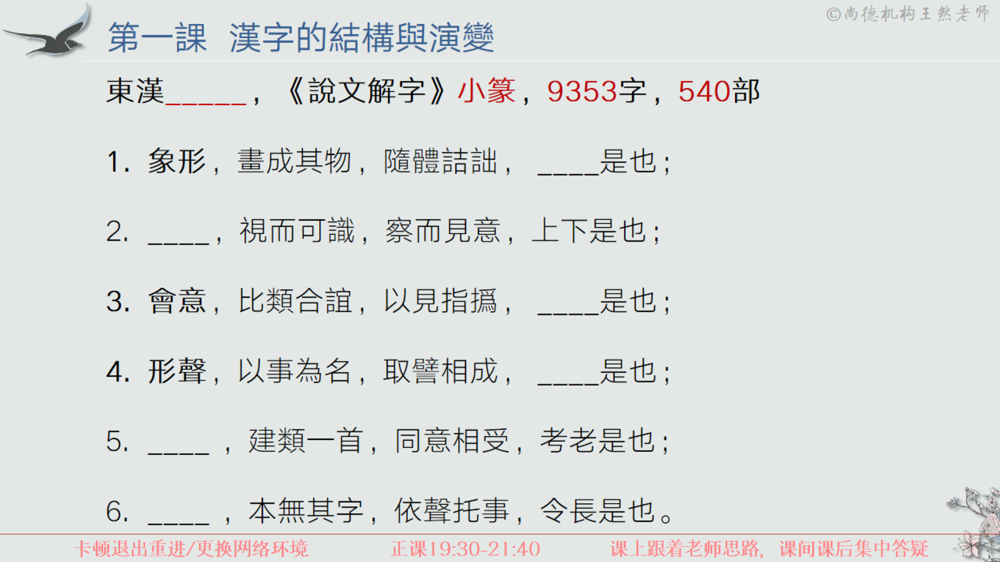 ©尚德机构王然老师
第一課 漢字的結構與演變
東漢_____，《說文解字》小篆，9353字，540部
1. 象形，畫成其物，隨體詰詘， ____是也；
2. ____，視而可識，察而見意，上下是也；
3. 會意，比類合誼，以見指撝， ____是也；
4. 形聲，以事為名，取譬相成， ____是也；
5. ____ ，建類一首，同意相受，考老是也；
6. ____ ，本無其字，依聲托事，令長是也。
卡顿退出重进/更换网络环境 正课19:30-21:40 课上跟着老师思路，课间课后集中答疑